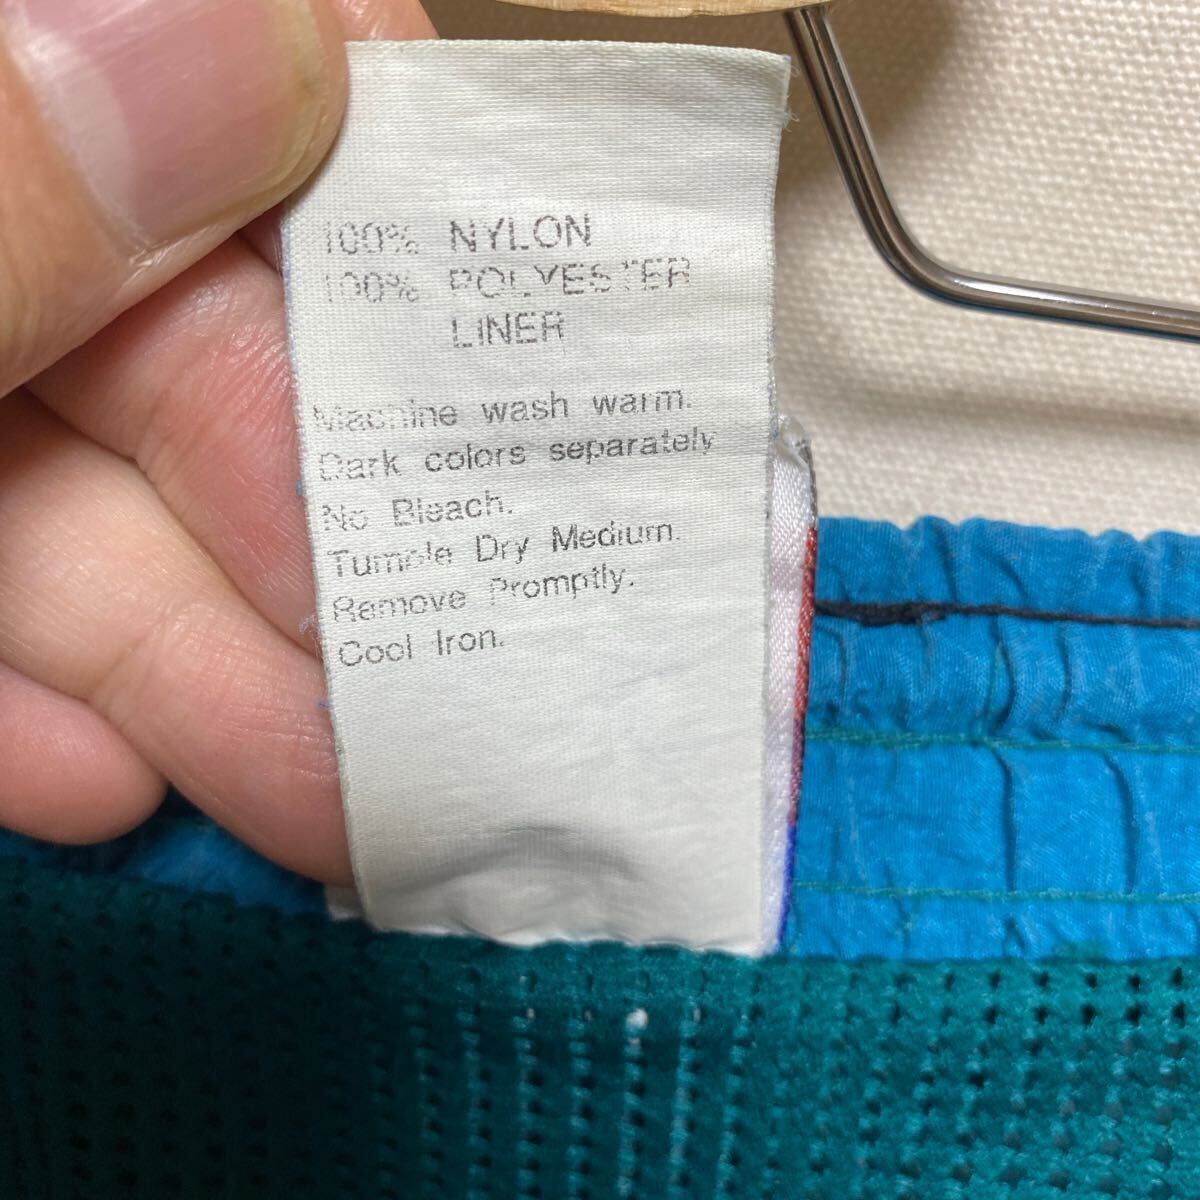 100% NYLON
100% POLYESTER
LINER
Machine wash warm.
Dark colors separately
No Bleach.
Tumble Dry Medium.
Remove Promptly.
Cool Iron.